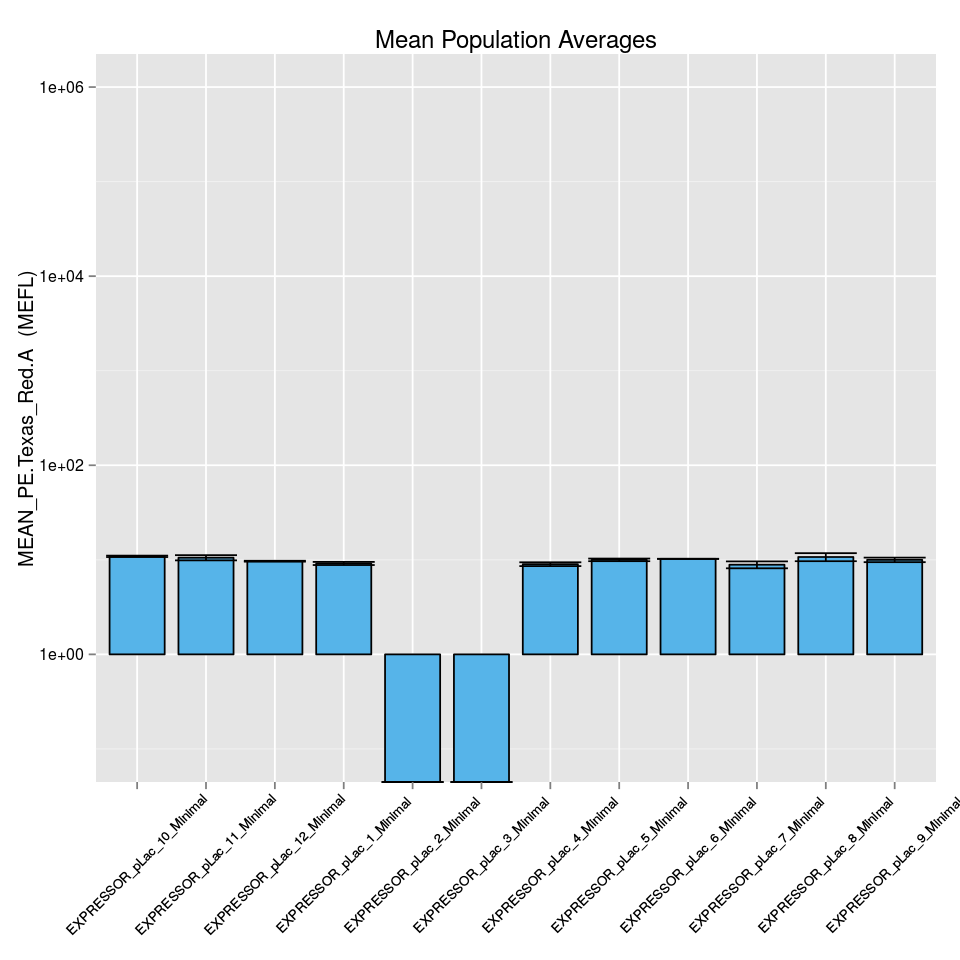 Mean Population Averages
MEAN_PE.Texas_Red.A (MEFL)
1e+06
1e+04
1e+02
1e+00
EXPRESSOR_pLac_10_Minimal
EXPRESSOR_pLac_11_Minimal
EXPRESSOR_pLac_12_Minimal
EXPRESSOR_pLac_1_Minimal
EXPRESSOR_pLac_2_Minimal
EXPRESSOR_pLac_3_Minimal
EXPRESSOR_pLac_4_Minimal
EXPRESSOR_pLac_5_Minimal
EXPRESSOR_pLac_6_Minimal
EXPRESSOR_pLac_7_Minimal
EXPRESSOR_pLac_8_Minimal
EXPRESSOR_pLac_9_Minimal